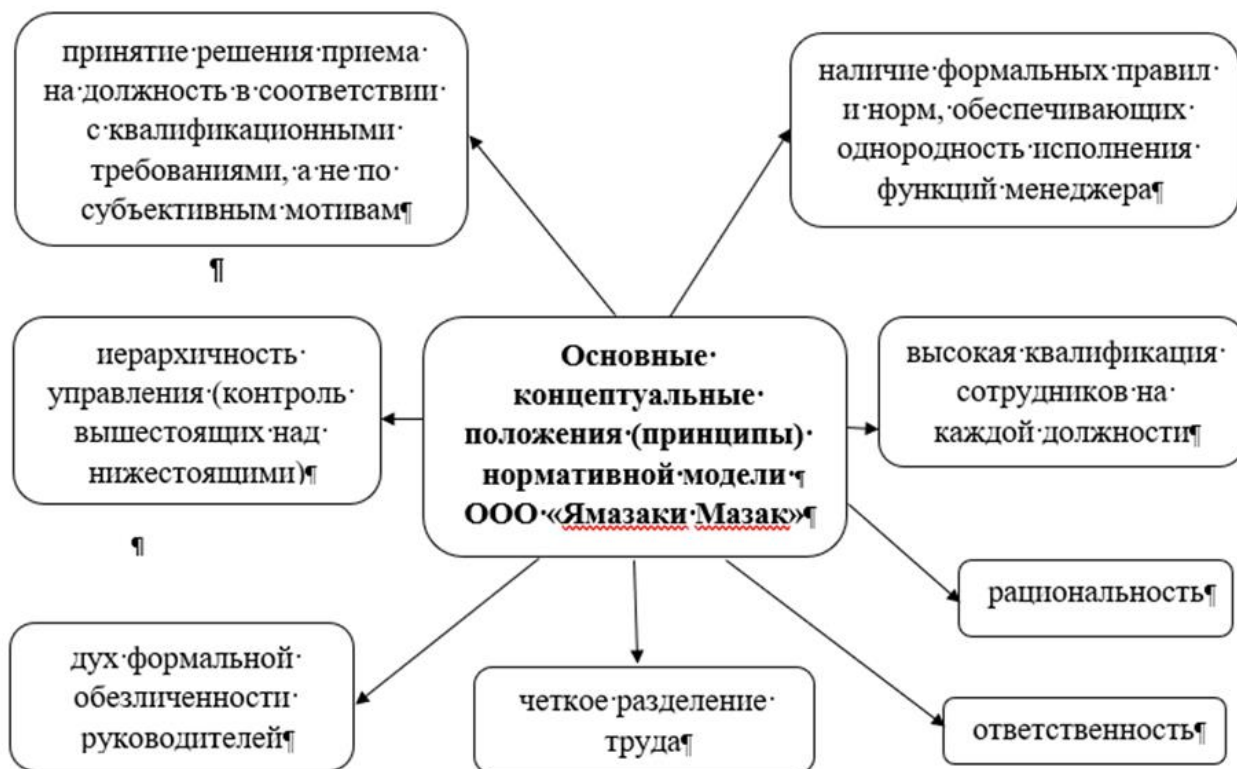 принятие·решения·приема·
на·должность·в·соответствии·
с·квалификационными·
требованиями,·а·не·по·
субъективным·мотивам¶
¶
наличие·формальных·правил·
и·норм,·обеспечивающих·
однородность·исполнения·
функций·менеджера¶
иерархичность·
управления·(контроль·
вышестоящих·над·
нижестоящими)¶
¶
Основные·
концептуальные·
положения·(принципы)·
нормативной·модели·¶
ООО·«Ямазаки·Мазак»¶
высокая·квалификация·
сотрудников·на·
каждой·должности¶
рациональность¶
дух·формальной·
обезличенности·
руководителей¶
четкое·разделение·
труда¶
ответственность¶